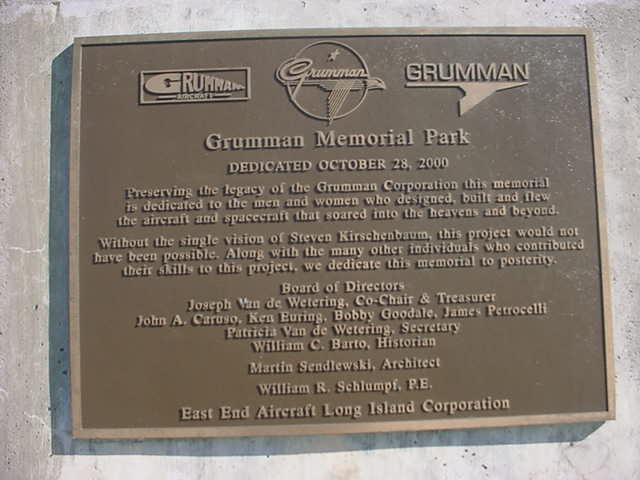 GRUMMAN
AIRCRAFT
Grumman
GRUMMAN
Grumman Memorial Park
DEDICATED OCTOBER 28, 2000
Preserving the legacy of the Grumman Corporation this memorial
is dedicated to the men and women who designed, built and flew
the aircraft and spacecraft that soared into the heavens and beyond.
Without the single vision of Steven Kirschenbaum, this project would not
have been possible. Along with the many other individuals who contributed
their skills to this project, we dedicate this memorial to posterity.
Board of Directors
Joseph Van de Wetering, Co-Chair & Treasurer
John A. Caruso, Ken Euring, Bobby Goodale, James Petrocelli
Patricia Van de Wetering, Secretary
William C. Barto, Historian
Martin Sendlewski, Architect
William R. Schlumpf, P.E.
East End Aircraft Long Island Corporation